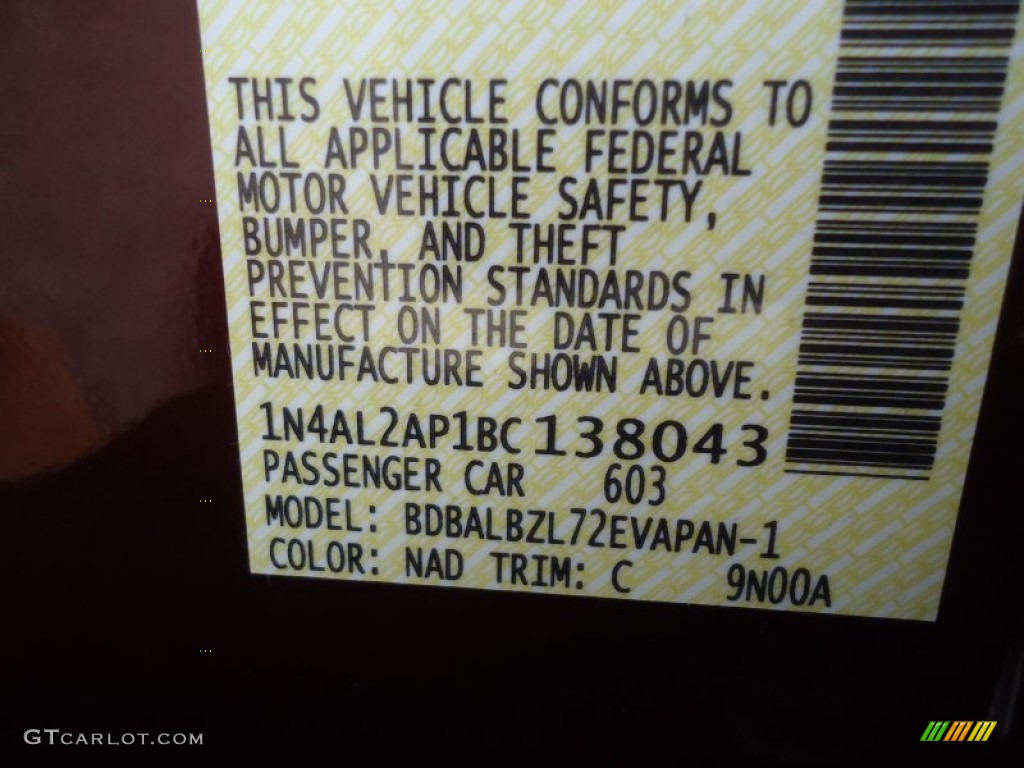 THIS VEHICLE CONFORMS TO
ALL APPLICABLE FEDERAL
MOTOR VEHICLE SAFETY,
BUMPER, AND THEFT
PREVENTION STANDARDS IN
EFFECT ON THE DATE OF
MANUFACTURE SHOWN ABOVE.
1N4AL2AP1BC138043
PASSENGER CAR 603
MODEL: BDBALBZL72EVAPAN-1
COLOR: NAD TRIM: C 9N00A
GTCARLOT.COM